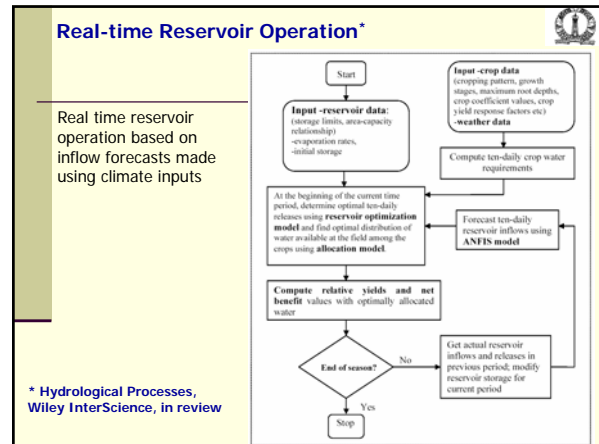 Real-time Reservoir Operation*
Real time reservoir
operation based on
inflow forecasts made
using climate inputs
* Hydrological Processes,
Wiley InterScience, in review
Start
Input -reservoir data:
(storage limits, area-capacity
relationship)
-evaporation rates,
-initial storage
Input -crop data
(cropping pattern, growth
stages, maximum root depths,
crop coefficient values, crop
yield response factors etc)
-weather data
Compute ten-daily crop water
requirements
At the beginning of the current time
period, determine optimal ten-daily
releases using reservoir optimization
model and find optimal distribution of
water available at the field among the
crops using allocation model.
Forecast ten-daily
reservoir inflows using
ANFIS model
Compute relative yields and net
benefit values with optimally allocated
water
End of season?
No
Get actual reservoir
inflows and releases in
previous period; modify
reservoir storage for
current period
Yes
Stop